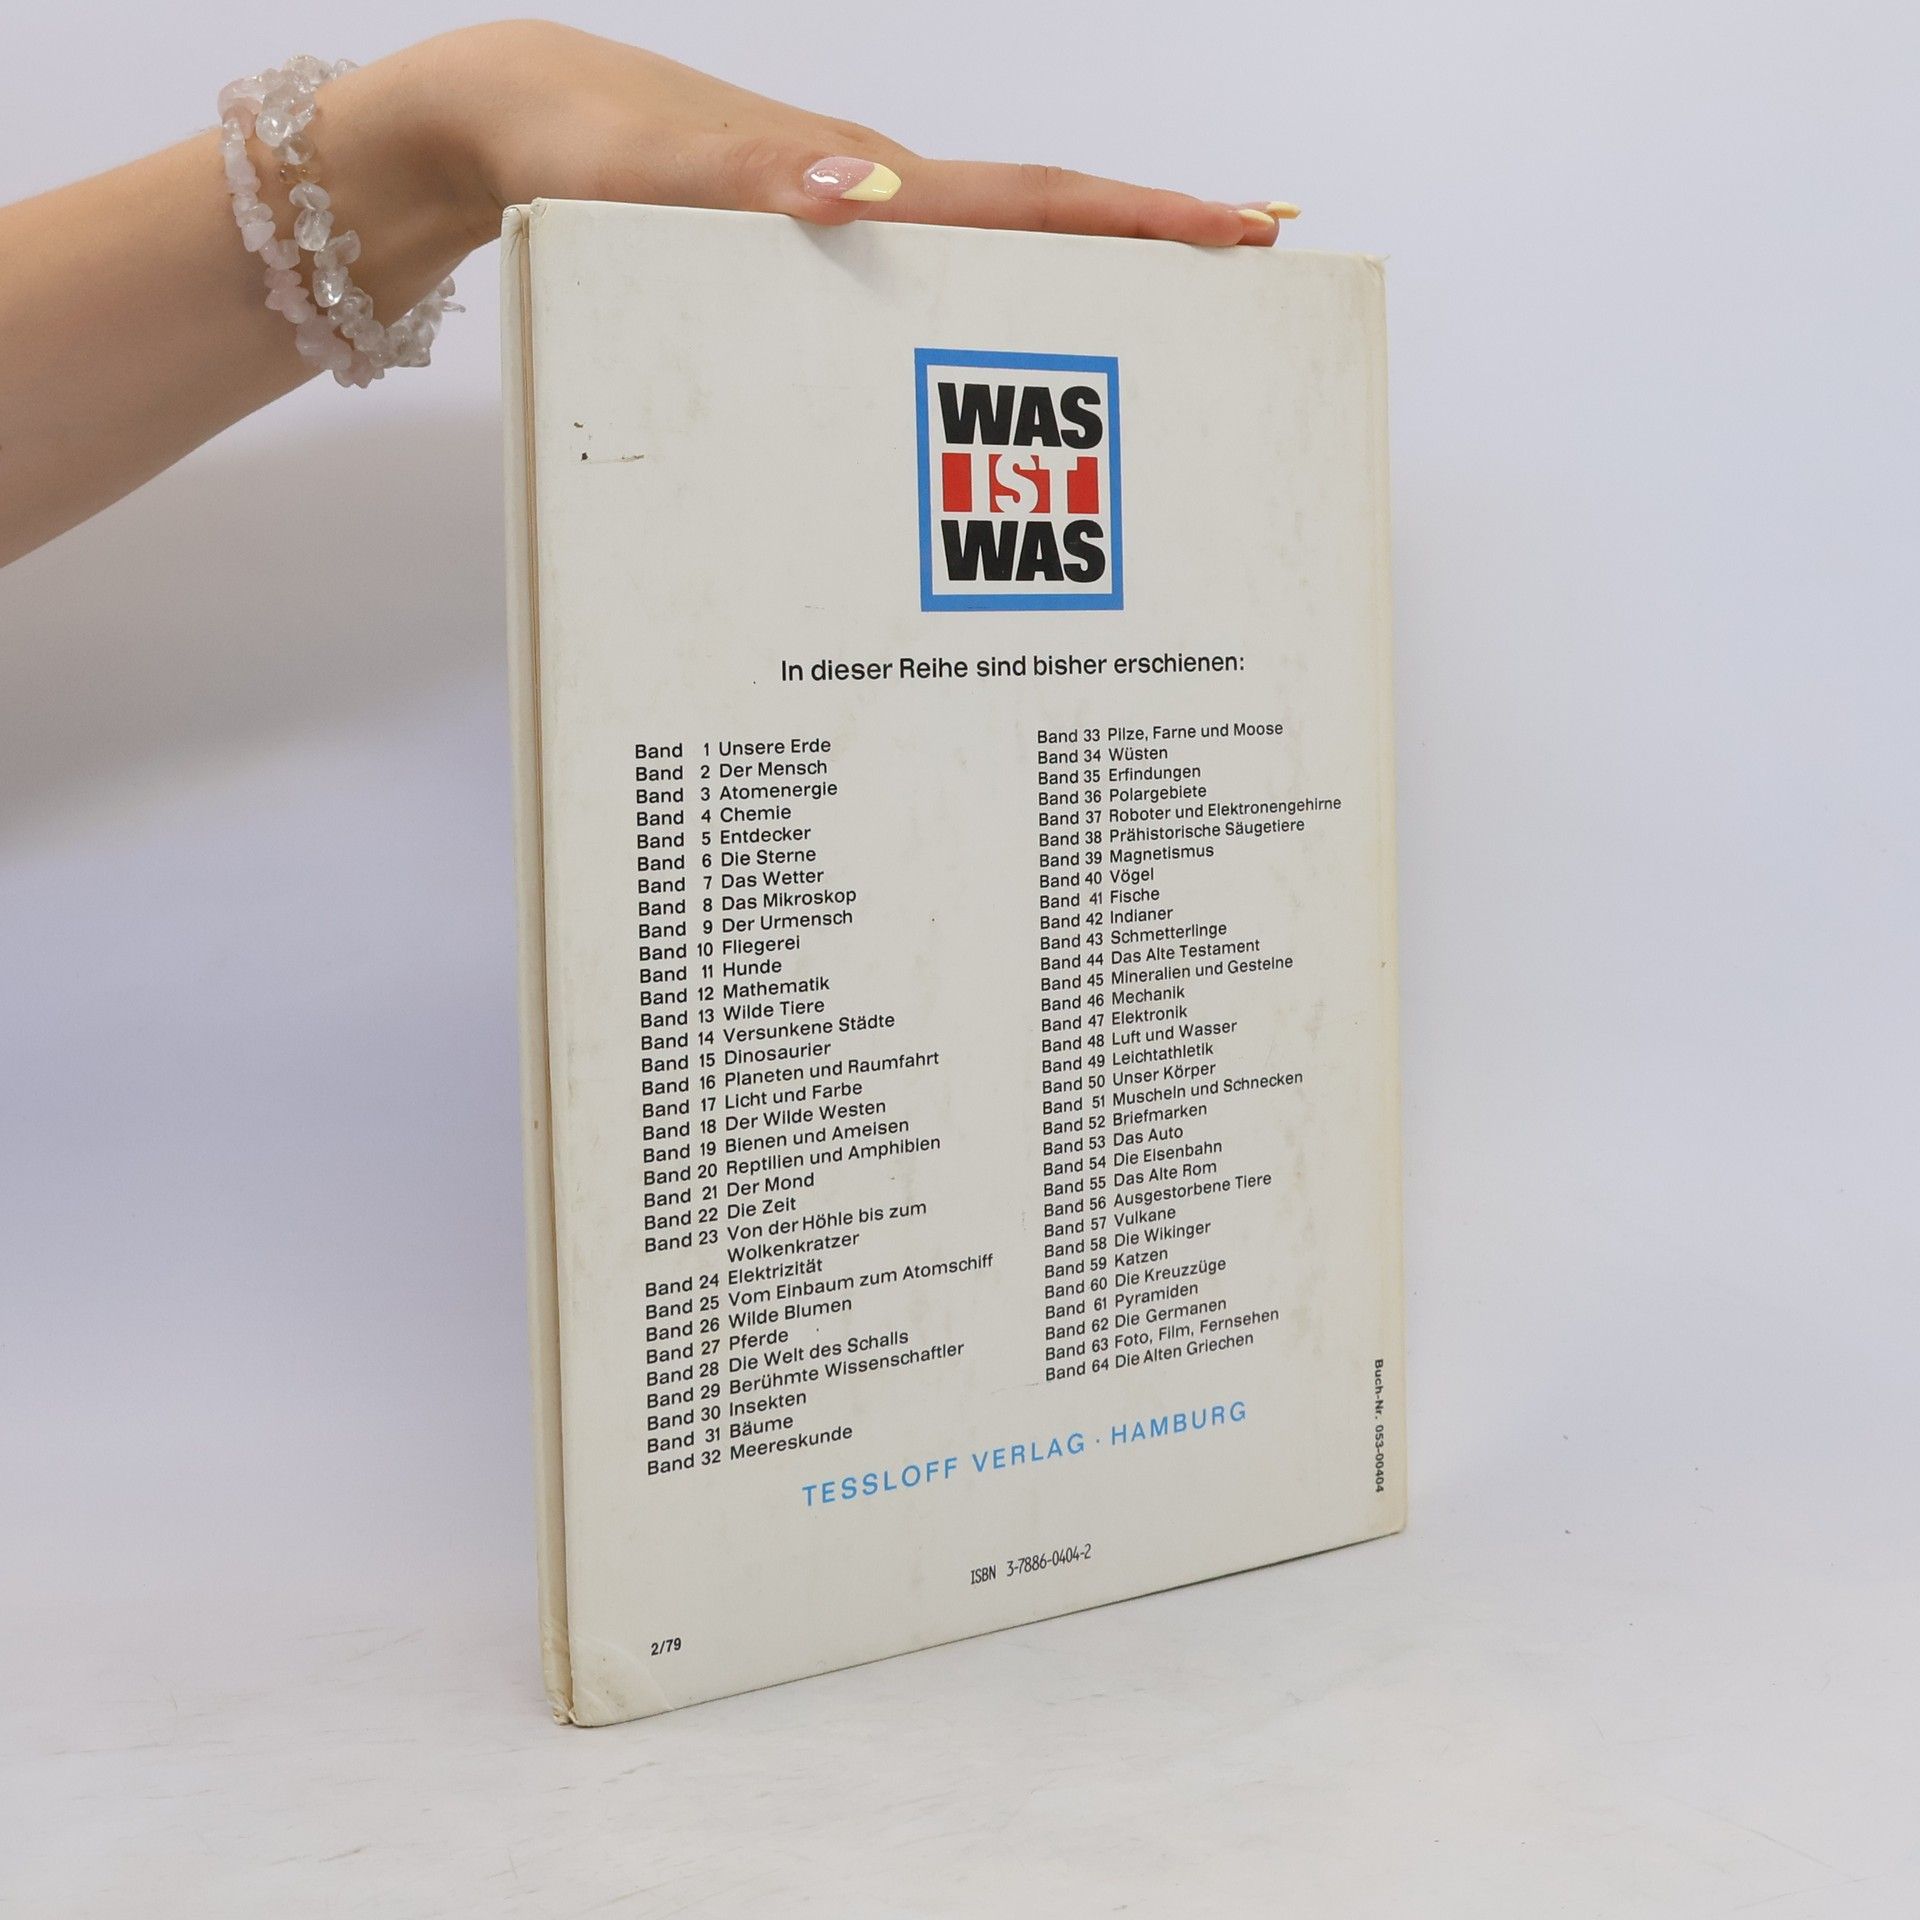 WAS
IST
WAS
In dieser Reihe sind bisher erschienen:
Band 1 Unsere Erde
Band 2 Der Mensch
Band 3 Atomenergie
Band 4 Chemie
Band 5 Entdecker
Band 6 Die Sterne
Band 7 Das Wetter
Band 8 Das Mikroskop
Band 9 Der Urmensch
Band 10 Fliegerei
Band 11 Hunde
Band 12 Mathematik
Band 13 Wilde Tiere
Band 14 Versunkene Städte
Band 15 Dinosaurier
Band 16 Planeten und Raumfahrt
Band 17 Licht und Farbe
Band 18 Der Wilde Westen
Band 19 Bienen und Ameisen
Band 20 Reptilien und Amphibien
Band 21 Der Mond
Band 22 Die Zeit
Band 23 Von der Höhle bis zum
Wolkenkratzer
Band 24 Elektrizität
Band 25 Vom Einbaum zum Atomschiff
Band 26 Wilde Blumen
Band 27 Pferde
Band 28 Die Welt des Schalls
Band 29 Berühmte Wissenschaftler
Band 30 Insekten
Band 31 Bäume
Band 32 Meereskunde
Band 33 Pilze, Farne und Moose
Band 34 Wüsten
Band 35 Erfindungen
Band 36 Polargebiete
Band 37 Roboter und Elektronengehirne
Band 38 Prähistorische Säugetiere
Band 39 Magnetismus
Band 40 Vögel
Band 41 Fische
Band 42 Indianer
Band 43 Schmetterlinge
Band 44 Das Alte Testament
Band 45 Mineralien und Gesteine
Band 46 Mechanik
Band 47 Elektronik
Band 48 Luft und Wasser
Band 49 Leichtathletik
Band 50 Unser Körper
Band 51 Muscheln und Schnecken
Band 52 Briefmarken
Band 53 Das Auto
Band 54 Die Eisenbahn
Band 55 Das Alte Rom
Band 56 Ausgestorbene Tiere
Band 57 Vulkane
Band 58 Die Wikinger
Band 59 Katzen
Band 60 Die Kreuzzüge
Band 61 Pyramiden
Band 62 Die Germanen
Band 63 Foto, Film, Fernsehen
Band 64 Die Alten Griechen
TESSLOFF VERLAG · HAMBURG
Buch-Nr. 053-00404
ISBN 3-7886-0404-2
2/79